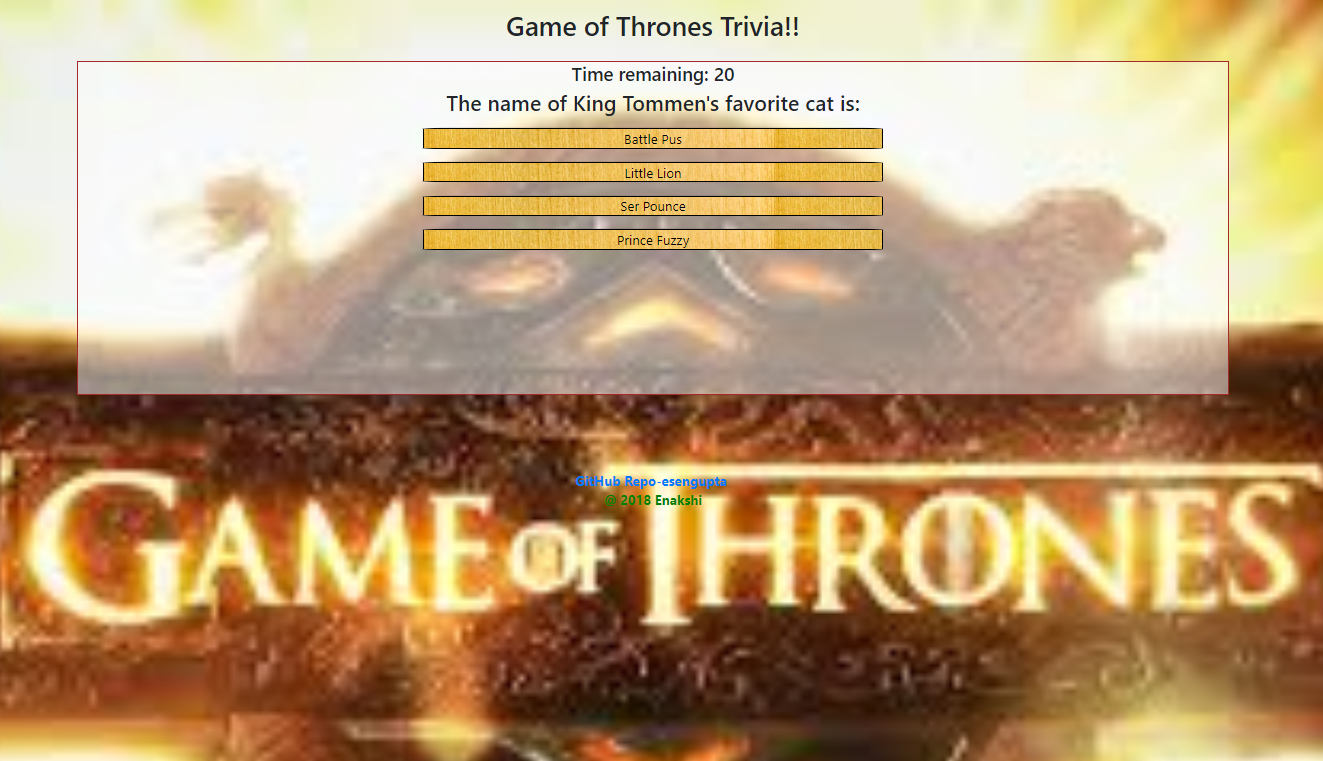 Game of Thrones Trivia!!
Time remaining: 20
The name of King Tommen's favorite cat is:
Battle Pus
Little Lion
Ser Pounce
Prince Fuzzy
GitHub Repo-esengupta
@ 2018 Enakshi
GAME OF THRONES